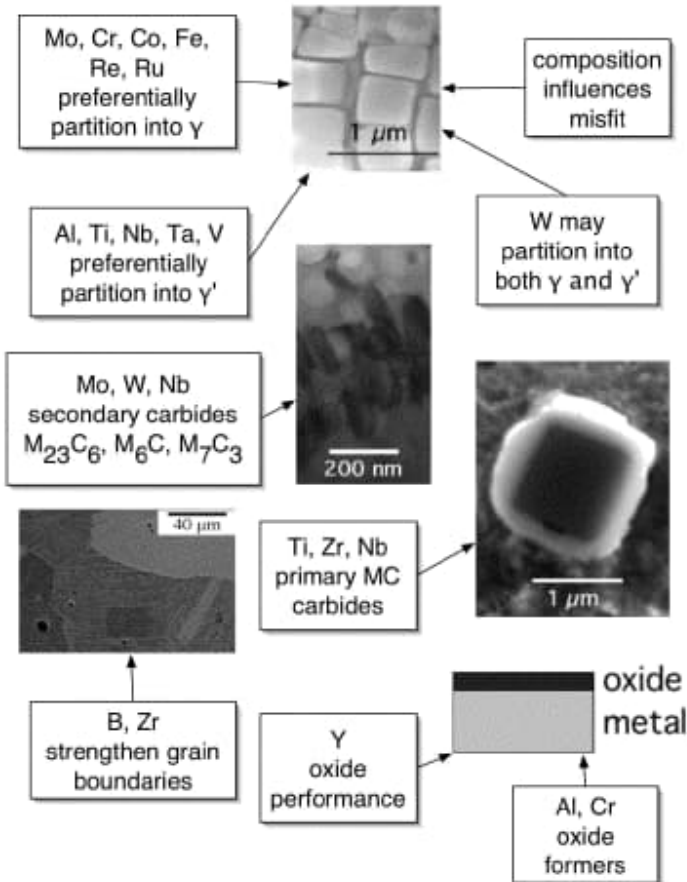 Mo, Cr, Co, Fe,
Re, Ru
preferentially
partition into γ
1 μm
composition
influences
misfit
Al, Ti, Nb, Ta, V
preferentially
partition into γ'
W may
partition into
both γ and γ'
Mo, W, Nb
secondary carbides
M23C6, M6C, M7C3
200 nm
40 μm
Ti, Zr, Nb
primary MC
carbides
1 μm
B, Zr
strengthen grain
boundaries
Y
oxide
performance
oxide
metal
Al, Cr
oxide
formers